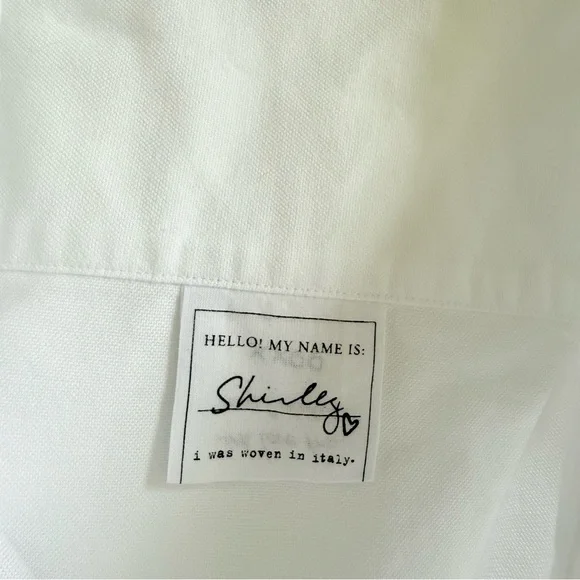 HELLO! MY NAME IS:
Shirley
i was woven in italy.